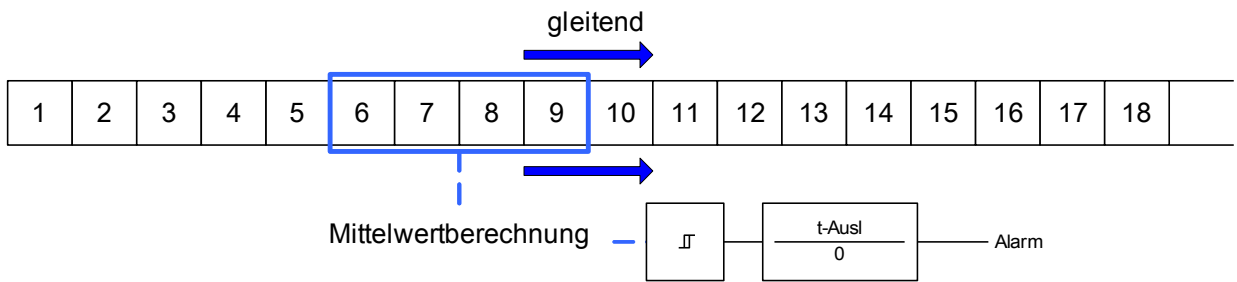 gleitend
1 2 3 4 5 6 7 8 9 10 11 12 13 14 15 16 17 18
Mittelwertberechnung
t-Ausl
0
Alarm